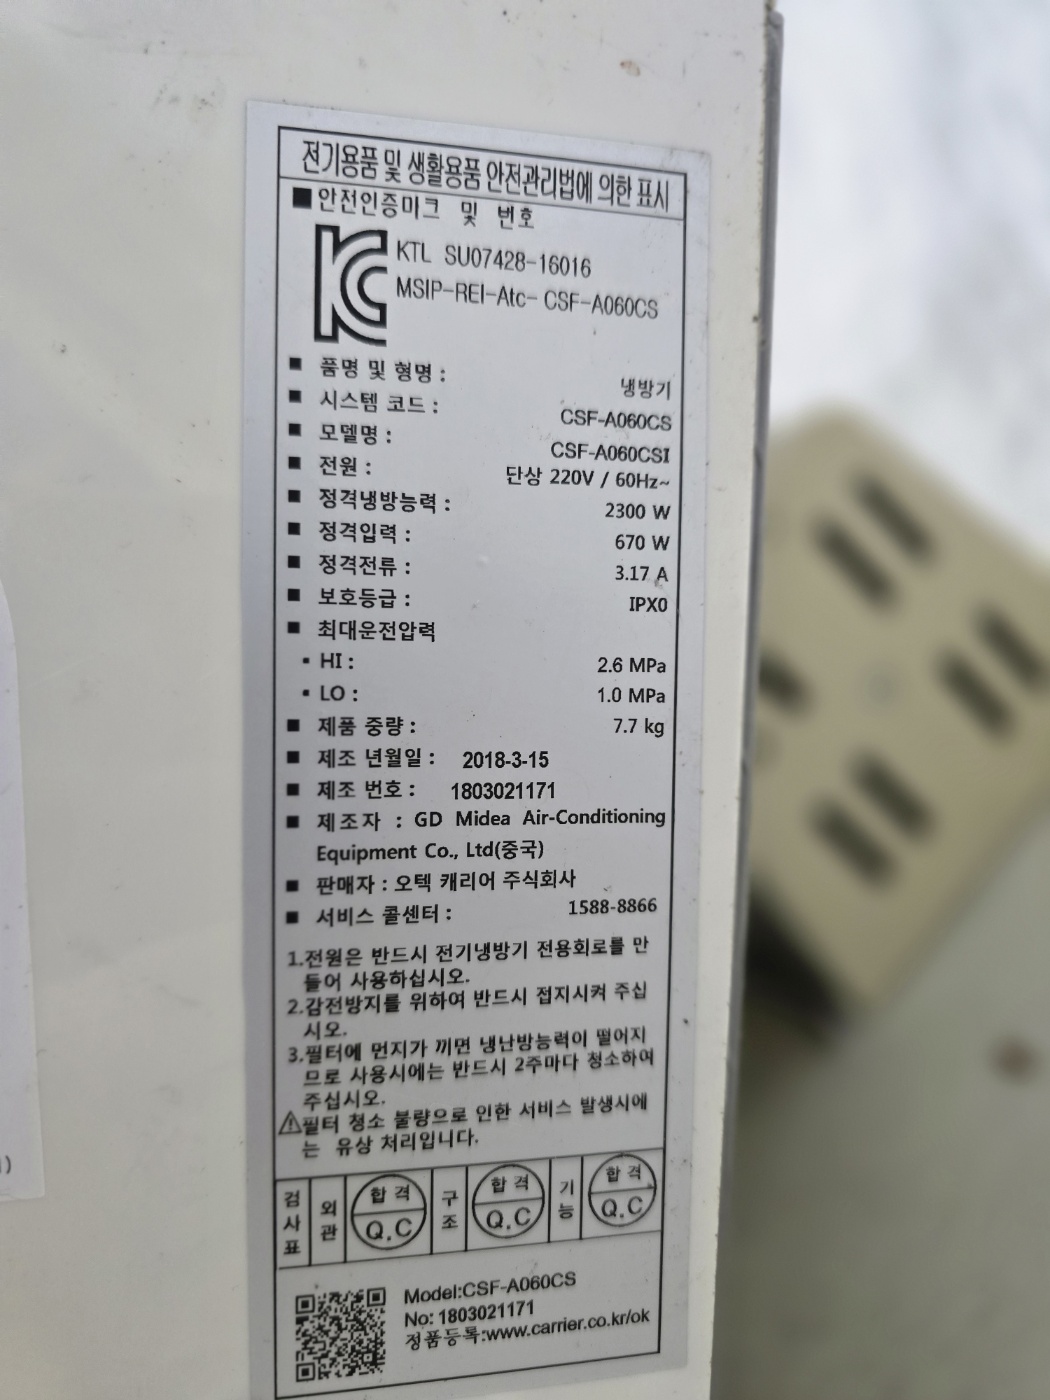 전기용품 및 생활용품 안전관리법에 의한 표시
■ 안전인증마크 및 번호
KTL SU07428-16016
MSIP-REI-Atc- CSF-A060CS
■ 품명 및 형명 : 냉방기
■ 시스템 코드 : CSF-A060CS
■ 모델명 : CSF-A060CSI
■ 전원 : 단상 220V / 60Hz~
■ 정격냉방능력 : 2300 W
■ 정격입력 : 670 W
■ 정격전류 : 3.17 A
■ 보호등급 : IPX0
■ 최대운전압력
▪ HI : 2.6 MPa
▪ LO : 1.0 MPa
■ 제품 중량 : 7.7 kg
■ 제조 년월일 : 2018-3-15
■ 제조 번호 : 1803021171
■ 제조자 : GD Midea Air-Conditioning
Equipment Co., Ltd(중국)
■ 판매자 : 오텍 캐리어 주식회사
■ 서비스 콜센터 : 1588-8866
1.전원은 반드시 전기냉방기 전용회로를 만
들어 사용하십시오.
2.감전방지를 위하여 반드시 접지시켜 주십
시오.
3.필터에 먼지가 끼면 냉난방능력이 떨어지
므로 사용시에는 반드시 2주마다 청소하여
주십시오.
⚠필터 청소 불량으로 인한 서비스 발생시에
는 유상 처리입니다.
검사표 외관 합격 Q.C 구조 합격 Q.C 기능 합격 Q.C
Model:CSF-A060CS
No: 1803021171
정품등록:www.carrier.co.kr/ok